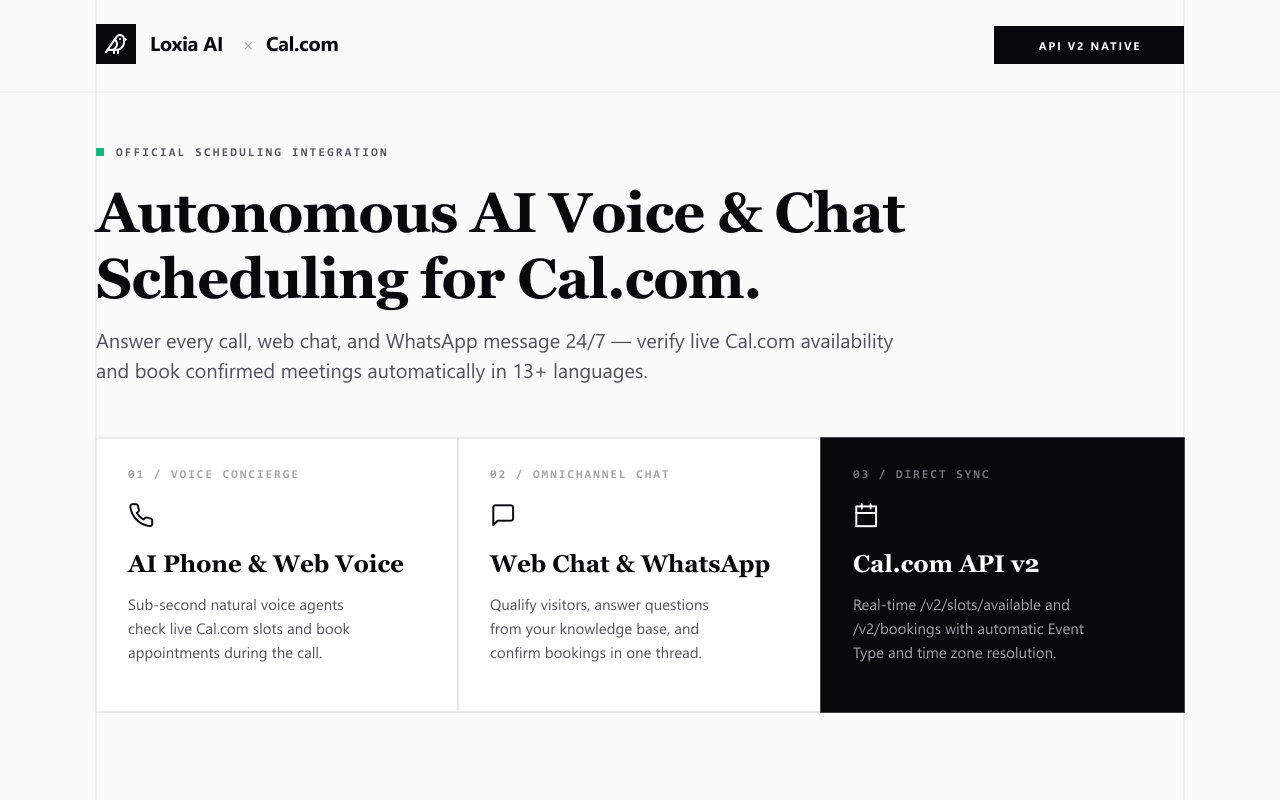 Loxia AI × Cal.com
API V2 NATIVE
OFFICIAL SCHEDULING INTEGRATION
Autonomous AI Voice & Chat
Scheduling for Cal.com.
Answer every call, web chat, and WhatsApp message 24/7 — verify live Cal.com availability
and book confirmed meetings automatically in 13+ languages.
01 / VOICE CONCIERGE
AI Phone & Web Voice
Sub-second natural voice agents
check live Cal.com slots and book
appointments during the call.
02 / OMNICHANNEL CHAT
Web Chat & WhatsApp
Qualify visitors, answer questions
from your knowledge base, and
confirm bookings in one thread.
03 / DIRECT SYNC
Cal.com API v2
Real-time /v2/slots/available and
/v2/bookings with automatic Event
Type and time zone resolution.